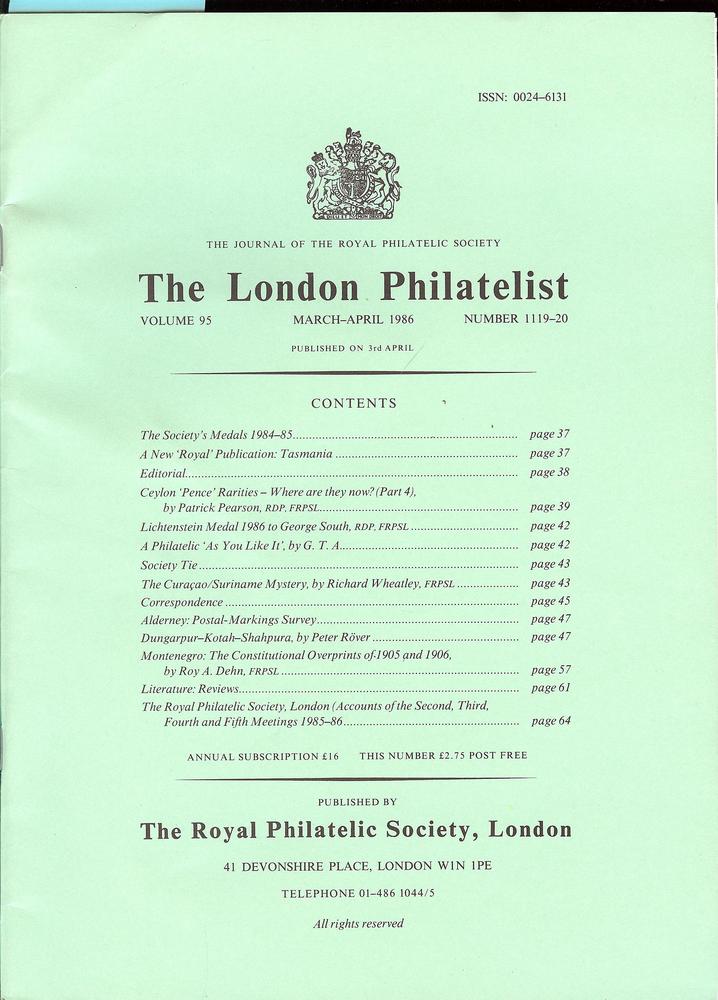 ISSN: 0024–6131
THE JOURNAL OF THE ROYAL PHILATELIC SOCIETY
The London Philatelist
VOLUME 95 MARCH–APRIL 1986 NUMBER 1119–20
PUBLISHED ON 3rd APRIL
CONTENTS
The Society's Medals 1984–85 page 37
A New 'Royal' Publication: Tasmania page 37
Editorial page 38
Ceylon 'Pence' Rarities – Where are they now? (Part 4),
by Patrick Pearson, RDP, FRPSL page 39
Lichtenstein Medal 1986 to George South, RDP, FRPSL page 42
A Philatelic 'As You Like It', by G. T. A. page 42
Society Tie page 43
The Curaçao/Suriname Mystery, by Richard Wheatley, FRPSL page 43
Correspondence page 45
Alderney: Postal-Markings Survey page 47
Dungarpur–Kotah–Shahpura, by Peter Röver page 47
Montenegro: The Constitutional Overprints of 1905 and 1906,
by Roy A. Dehn, FRPSL page 57
Literature: Reviews page 61
The Royal Philatelic Society, London (Accounts of the Second, Third,
Fourth and Fifth Meetings 1985–86 page 64
ANNUAL SUBSCRIPTION £16 THIS NUMBER £2.75 POST FREE
PUBLISHED BY
The Royal Philatelic Society, London
41 DEVONSHIRE PLACE, LONDON W1N 1PE
TELEPHONE 01–486 1044/5
All rights reserved